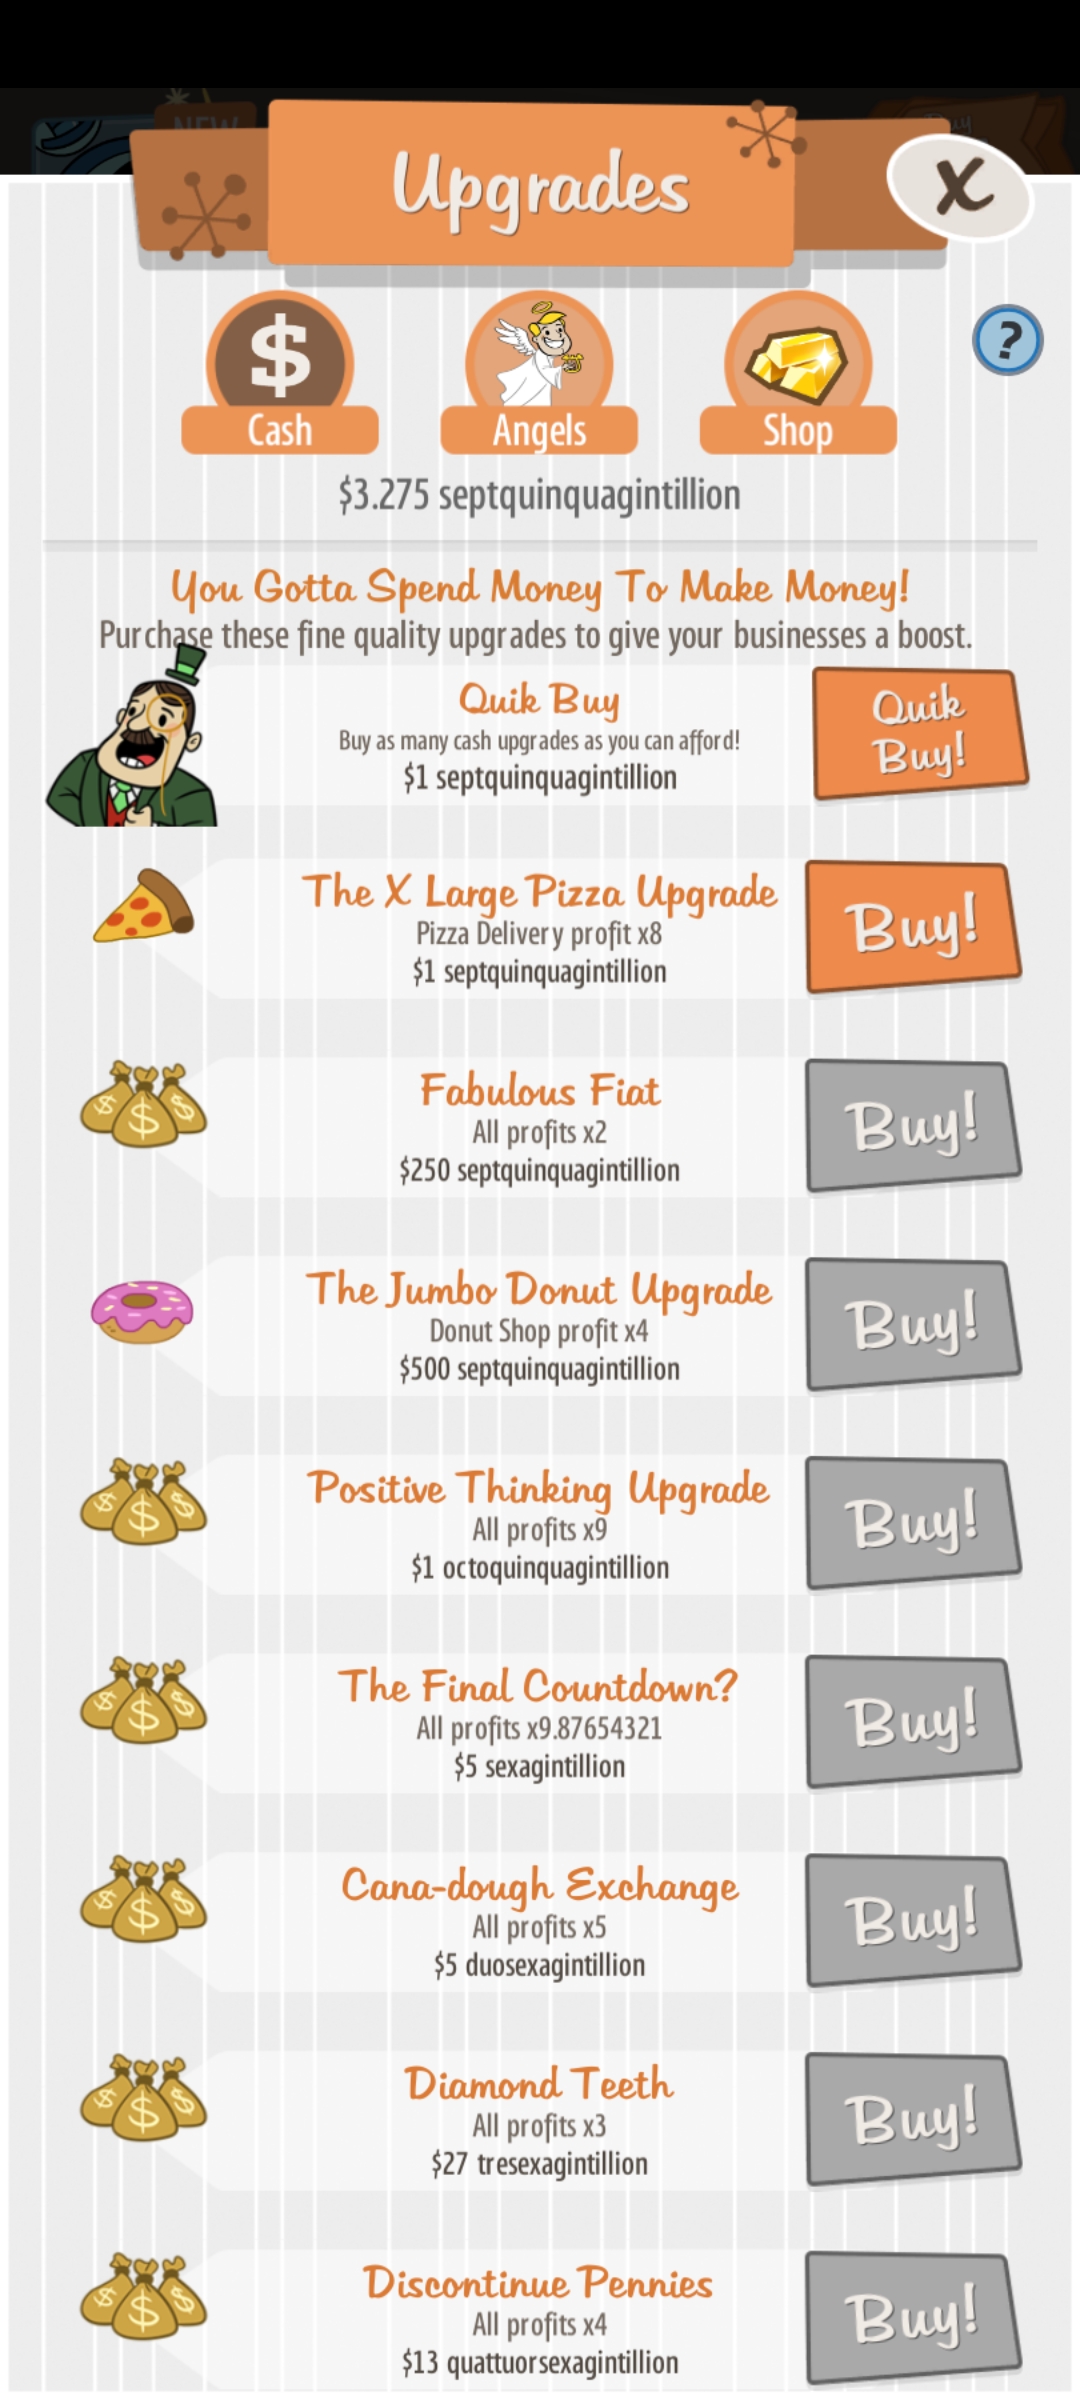 NEW
Buy
Upgrades
X
$
Cash
Angels
Shop
?
$3.275 septquinquagintillion
You Gotta Spend Money To Make Money!
Purchase these fine quality upgrades to give your businesses a boost.
Quik Buy
Buy as many cash upgrades as you can afford!
$1 septquinquagintillion
Quik
Buy!
The X Large Pizza Upgrade
Pizza Delivery profit x8
$1 septquinquagintillion
Buy!
Fabulous Fiat
All profits x2
$250 septquinquagintillion
Buy!
The Jumbo Donut Upgrade
Donut Shop profit x4
$500 septquinquagintillion
Buy!
Positive Thinking Upgrade
All profits x9
$1 octoquinquagintillion
Buy!
The Final Countdown?
All profits x9.87654321
$5 sexagintillion
Buy!
Cana-dough Exchange
All profits x5
$5 duosexagintillion
Buy!
Diamond Teeth
All profits x3
$27 tresexagintillion
Buy!
Discontinue Pennies
All profits x4
$13 quattuorsexagintillion
Buy!